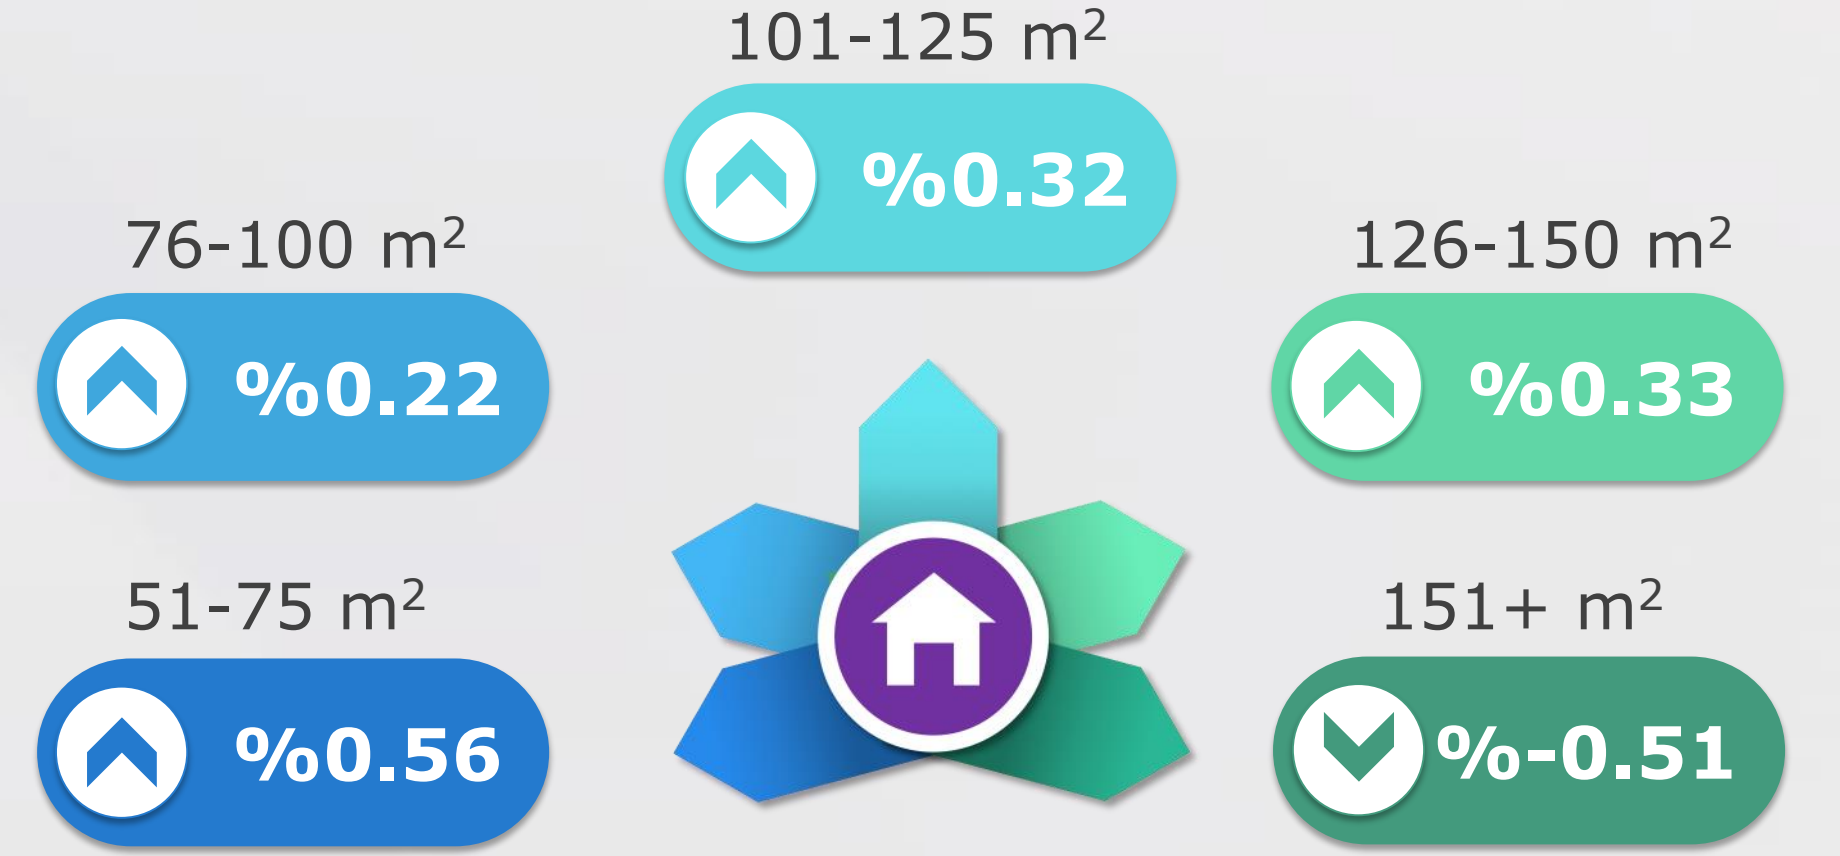 101-125 m²
%0.32
76-100 m²
%0.22
126-150 m²
%0.33
51-75 m²
%0.56
151+ m²
%-0.51